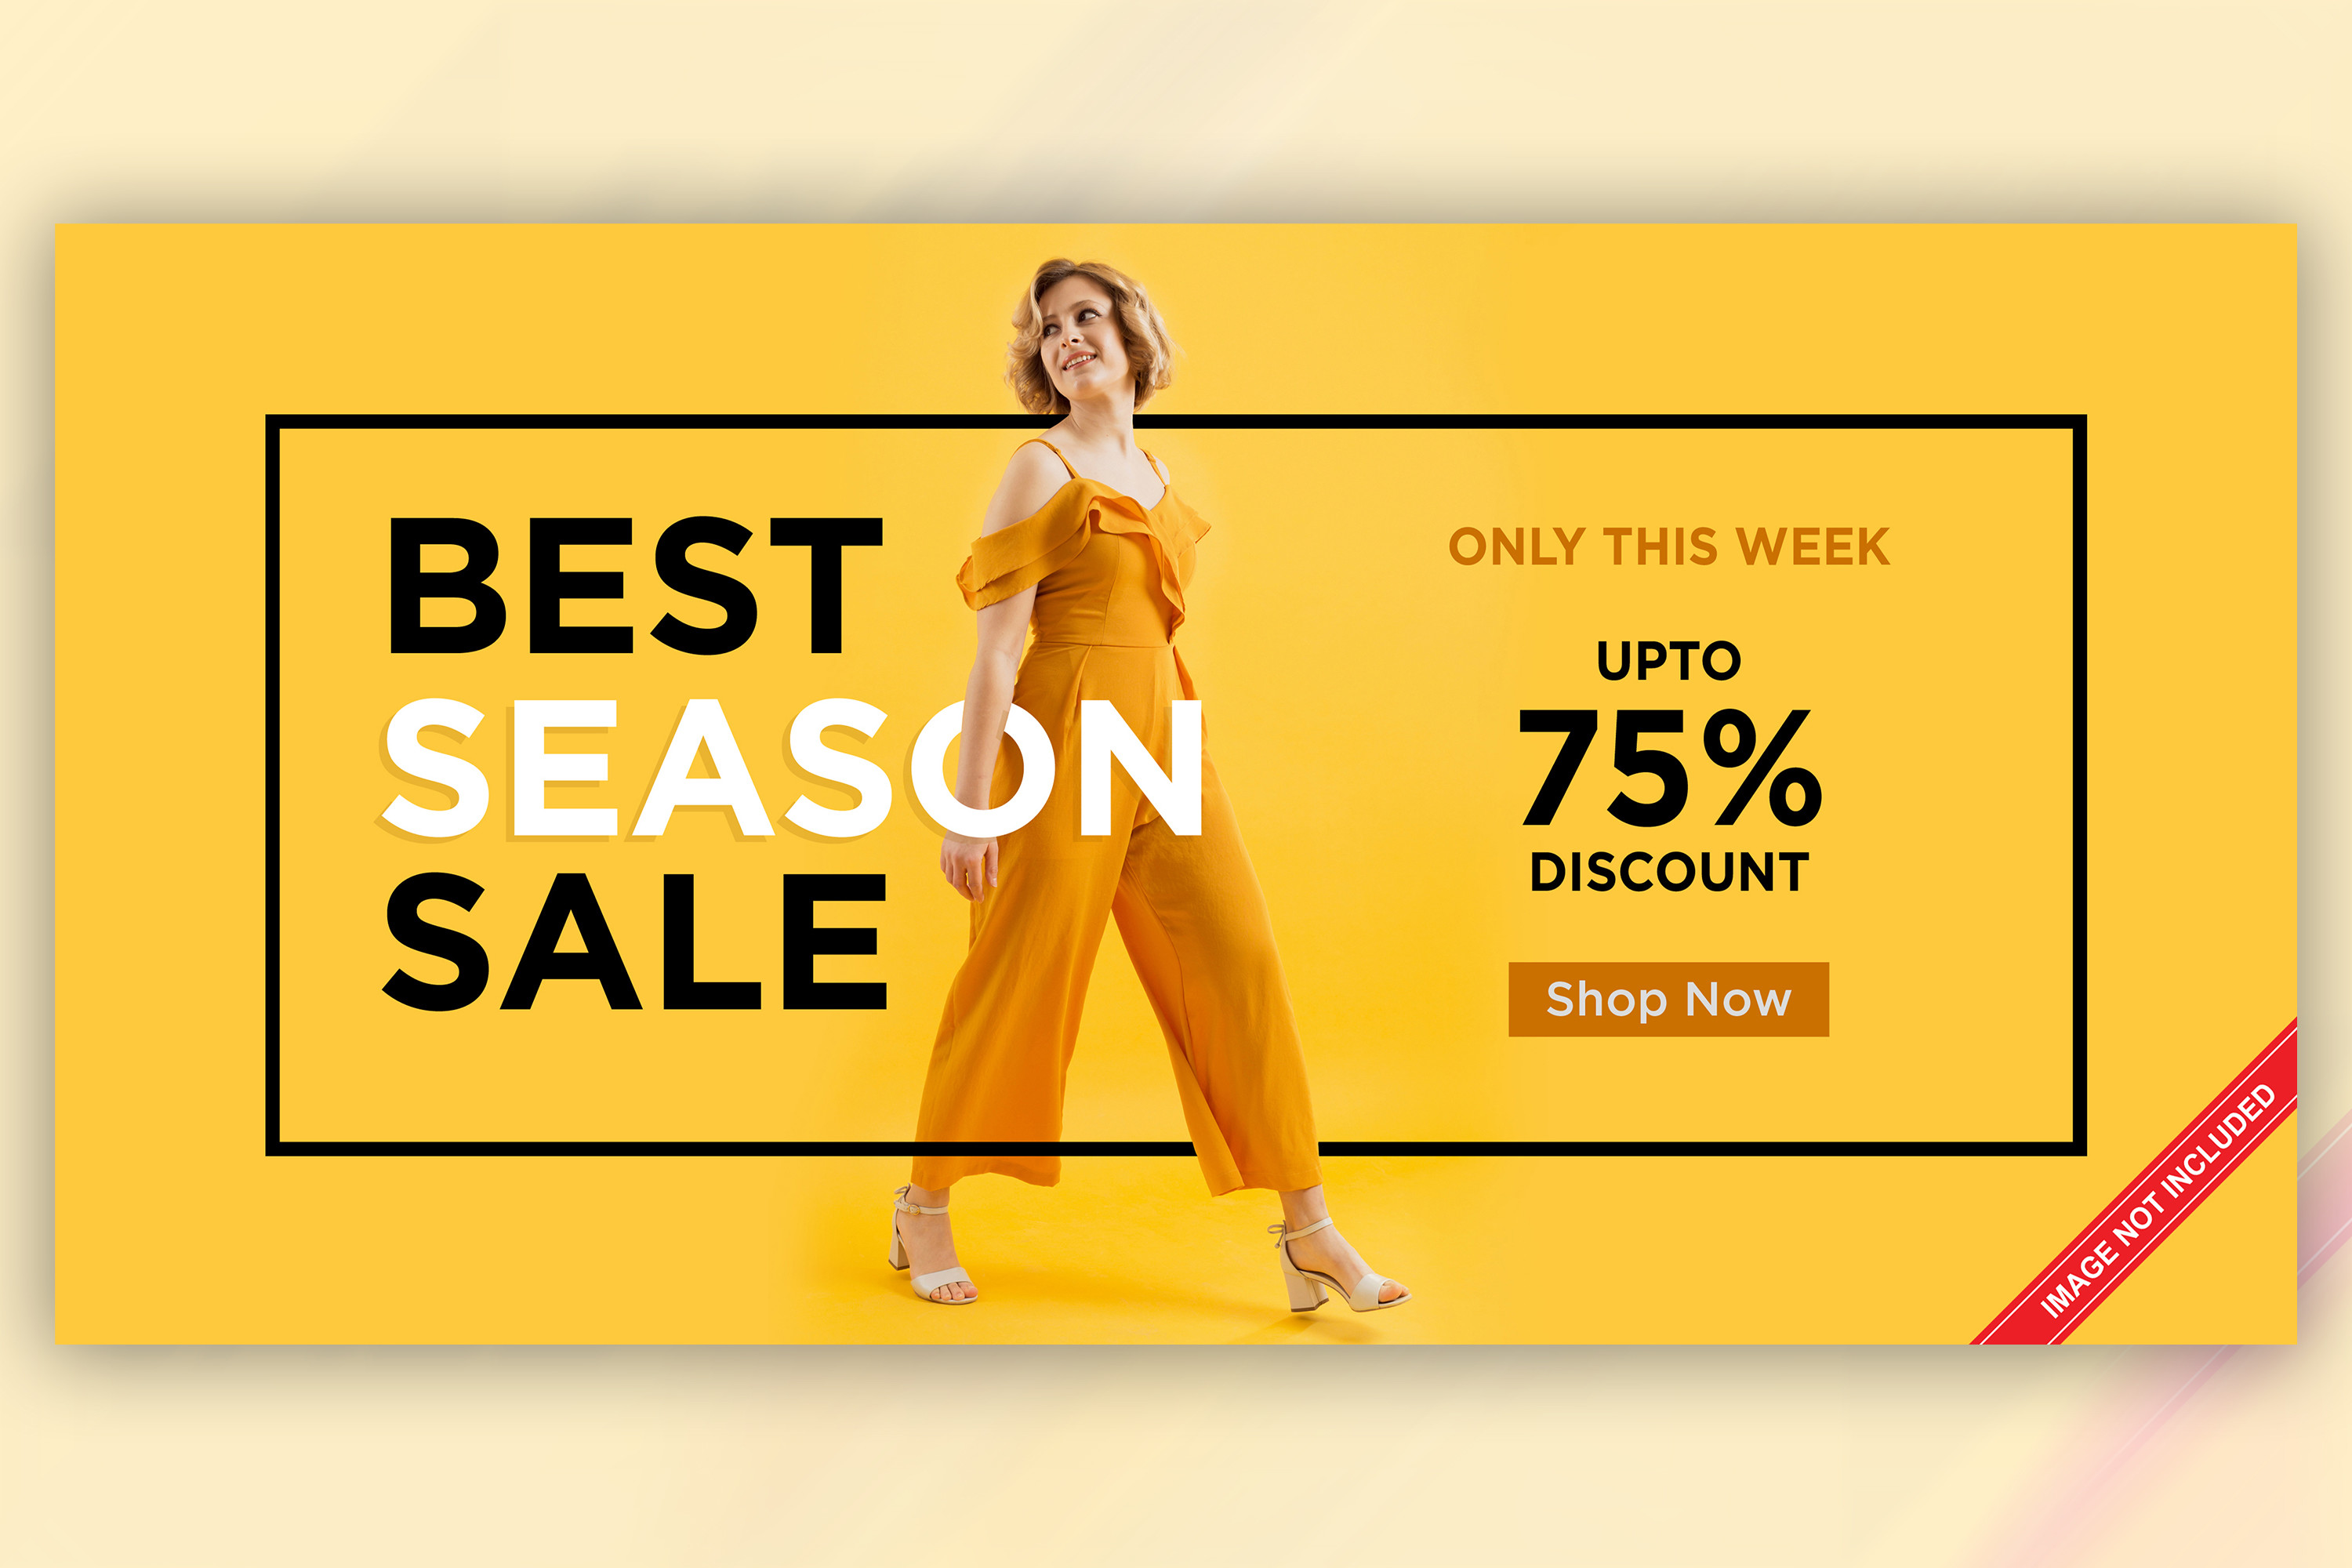 BEST
SEASON
SALE
ONLY THIS WEEK
UPTO
75%
DISCOUNT
Shop Now
IMAGE NOT INCLUDED